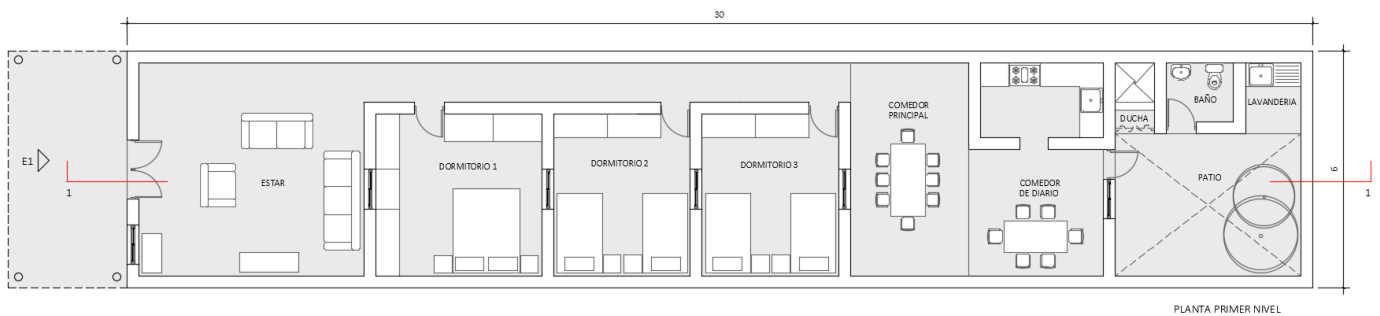 30
E1
1
ESTAR
DORMITORIO 1
DORMITORIO 2
DORMITORIO 3
COMEDOR
PRINCIPAL
COMEDOR
DE DIARIO
DUCHA
BAÑO
LAVANDERIA
PATIO
6
1
PLANTA PRIMER NIVEL